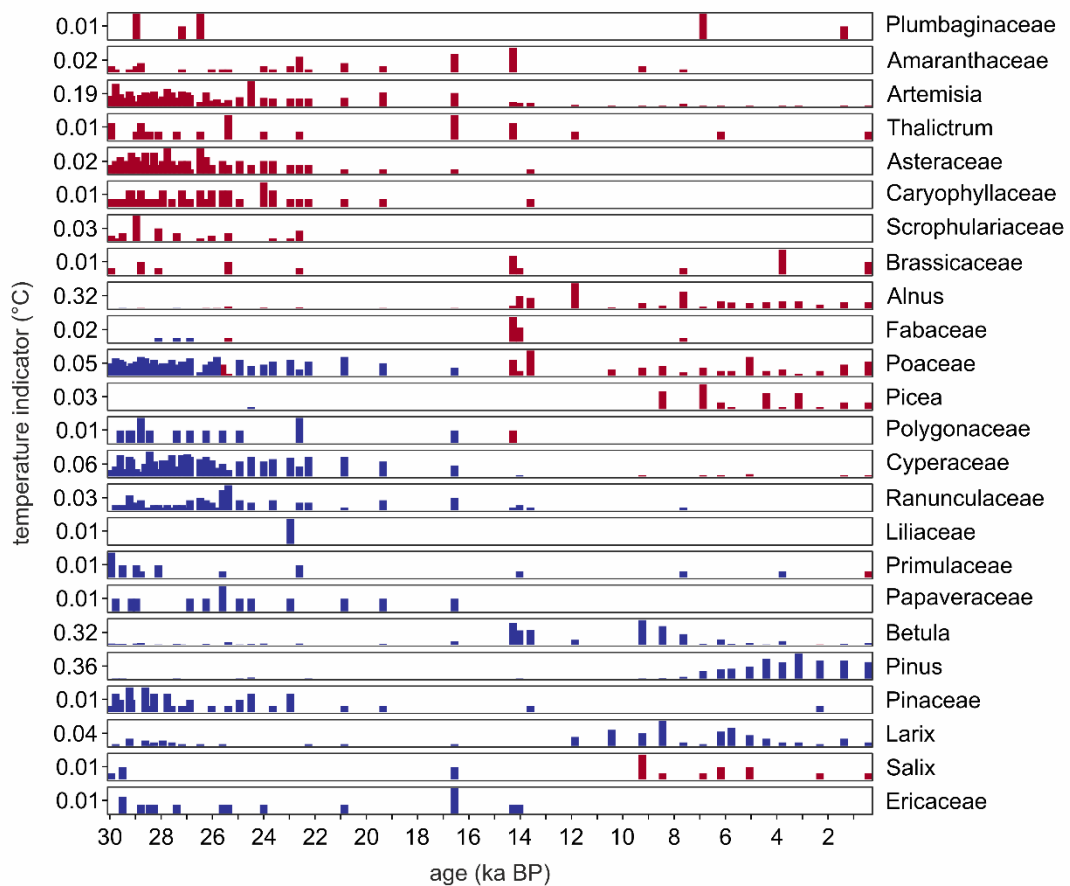 0.01 Plumbaginaceae
0.02 Amaranthaceae
0.19 Artemisia
0.01 Thalictrum
0.02 Asteraceae
0.01 Caryophyllaceae
0.03 Scrophulariaceae
0.01 Brassicaceae
0.32 Alnus
0.02 Fabaceae
0.05 Poaceae
0.03 Picea
0.01 Polygonaceae
0.06 Cyperaceae
0.03 Ranunculaceae
0.01 Liliaceae
0.01 Primulaceae
0.01 Papaveraceae
0.32 Betula
0.36 Pinus
0.01 Pinaceae
0.04 Larix
0.01 Salix
0.01 Ericaceae
temperature indicator (°C)
30 28 26 24 22 20 18 16 14 12 10 8 6 4 2
age (ka BP)